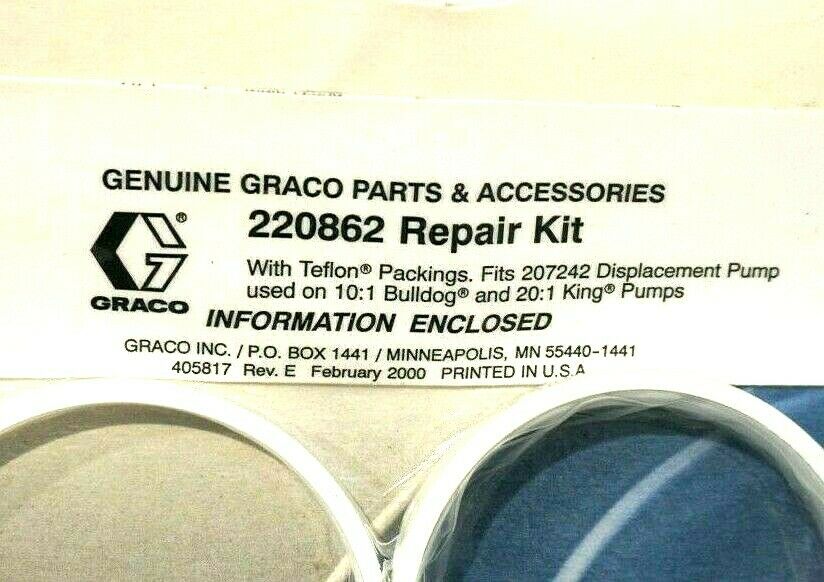 GENUINE GRACO PARTS & ACCESSORIES
220862 Repair Kit
With Teflon® Packings. Fits 207242 Displacement Pump
used on 10:1 Bulldog® and 20:1 King® Pumps
®
GRACO
INFORMATION ENCLOSED
GRACO INC. / P.O. BOX 1441 / MINNEAPOLIS, MN 55440-1441
405817 Rev. E February 2000 PRINTED IN U.S.A